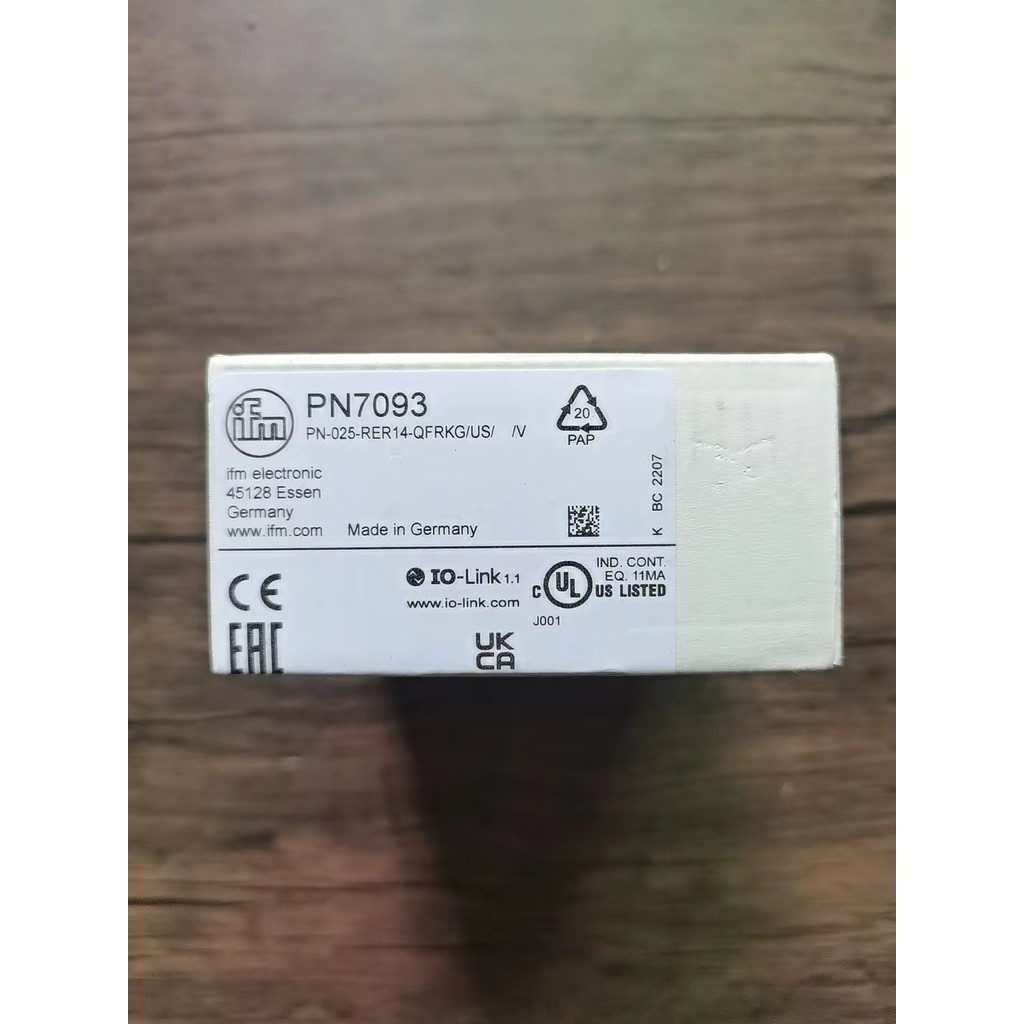 ifm
PN7093
PN-025-RER14-QFRKG/US/ /V
ifm electronic
45128 Essen
Germany
www.ifm.com
Made in Germany
20
PAP
K BC 2207
CE
EAC
IO-Link 1.1
www.io-link.com
UK
CA
C UL US LISTED
IND. CONT.
EQ. 11MA
J001